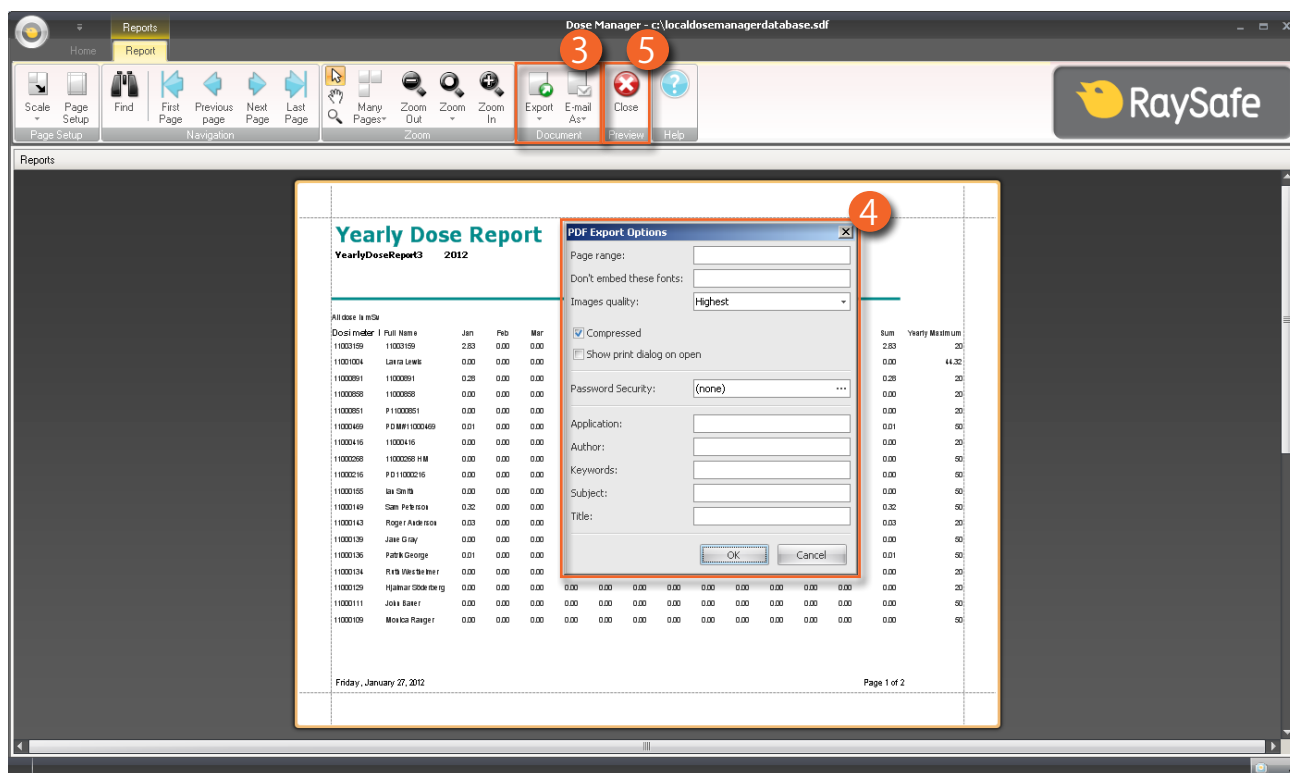 Reports
Dose Manager - c:\localdosemanagerdatabase.sdf
Home Report
3 5
Scale Page Setup Find First Page Previous page Next Page Last Page Many Pages Zoom Out Zoom Zoom In Export E-mail As Close
Page Setup Navigation Zoom Document Preview Help
RaySafe
Reports
4
Yearly Dose Report
YearlyDoseReport3 2012
PDF Export Options
Page range:
Don't embed these fonts:
Images quality: Highest
Compressed
Show print dialog on open
Password Security: (none) ...
Application:
Author:
Keywords:
Subject:
Title:
OK Cancel
All dose in mSv
Dosimeter I Full Name Jan Feb Mar Sum Yearly Maximum
11003159 11003159 2.83 0.00 0.00 2.83 20
11001004 Laura Lewis 0.00 0.00 0.00 0.00 44.32
11000891 11000891 0.28 0.00 0.00 0.28 20
11000858 11000858 0.00 0.00 0.00 0.00 20
11000851 P11000851 0.00 0.00 0.00 0.00 20
11000469 PDM#11000469 0.01 0.00 0.00 0.01 50
11000416 11000416 0.00 0.00 0.00 0.00 20
11000268 11000268 HM 0.00 0.00 0.00 0.00 50
11000216 PD11000216 0.00 0.00 0.00 0.00 50
11000155 Ian Smith 0.00 0.00 0.00 0.00 50
11000149 Sam Peterson 0.32 0.00 0.00 0.32 50
11000143 Roger Anderson 0.03 0.00 0.00 0.03 20
11000139 Jane Gray 0.00 0.00 0.00 0.00 50
11000136 Patrik George 0.01 0.00 0.00 0.01 50
11000134 Ruth Westheimer 0.00 0.00 0.00 0.00 20
11000129 Hjalmar Söderberg 0.00 0.00 0.00 0.00 0.00 0.00 0.00 0.00 0.00 0.00 0.00 0.00 0.00 20
11000111 John Baner 0.00 0.00 0.00 0.00 0.00 0.00 0.00 0.00 0.00 0.00 0.00 0.00 0.00 50
11000109 Monica Ranger 0.00 0.00 0.00 0.00 0.00 0.00 0.00 0.00 0.00 0.00 0.00 0.00 0.00 50
Friday, January 27, 2012 Page 1 of 2